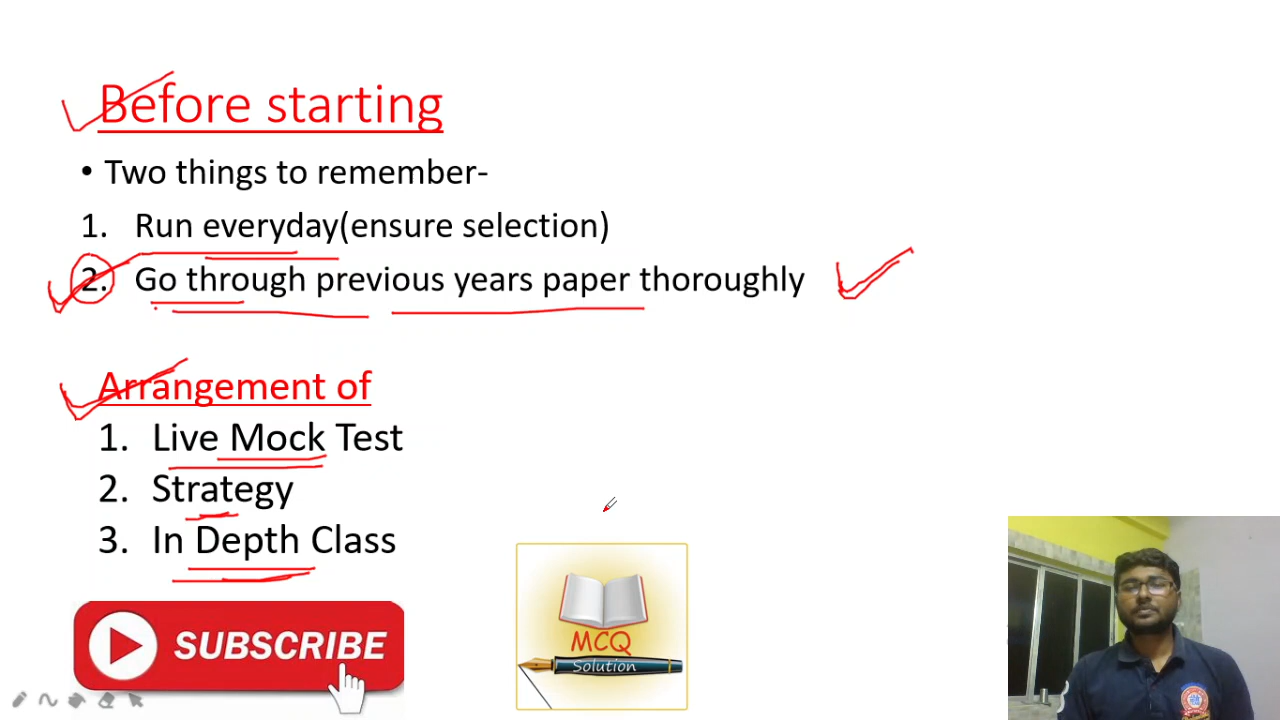 Before starting
• Two things to remember-
1. Run everyday(ensure selection)
2. Go through previous years paper thoroughly
Arrangement of
1. Live Mock Test
2. Strategy
3. In Depth Class
SUBSCRIBE
MCQ
Solution